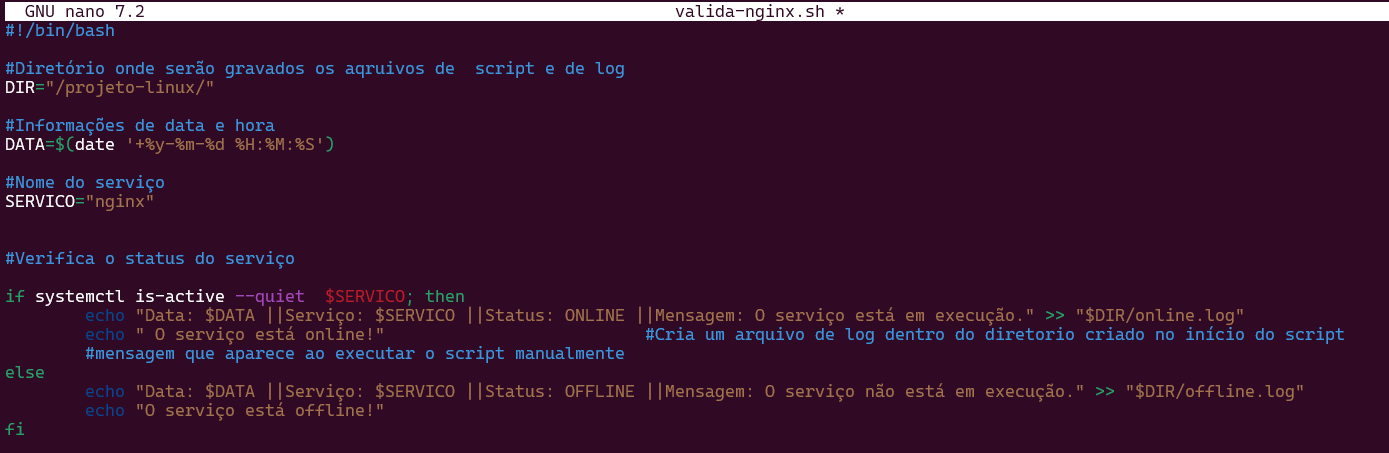 GNU nano 7.2 valida-nginx.sh *
#!/bin/bash
#Diretório onde serão gravados os aqruivos de  script e de log
DIR="/projeto-linux/"
#Informações de data e hora
DATA=$(date '+%y-%m-%d %H:%M:%S')
#Nome do serviço
SERVICO="nginx"
#Verifica o status do serviço
if systemctl is-active --quiet  $SERVICO; then
echo "Data: $DATA ||Serviço: $SERVICO ||Status: ONLINE ||Mensagem: O serviço está em execução." >> "$DIR/online.log"
echo " O serviço está online!" #Cria um arquivo de log dentro do diretorio criado no início do script
#mensagem que aparece ao executar o script manualmente
else
echo "Data: $DATA ||Serviço: $SERVICO ||Status: OFFLINE ||Mensagem: O serviço não está em execução." >> "$DIR/offline.log"
echo "O serviço está offline!"
fi